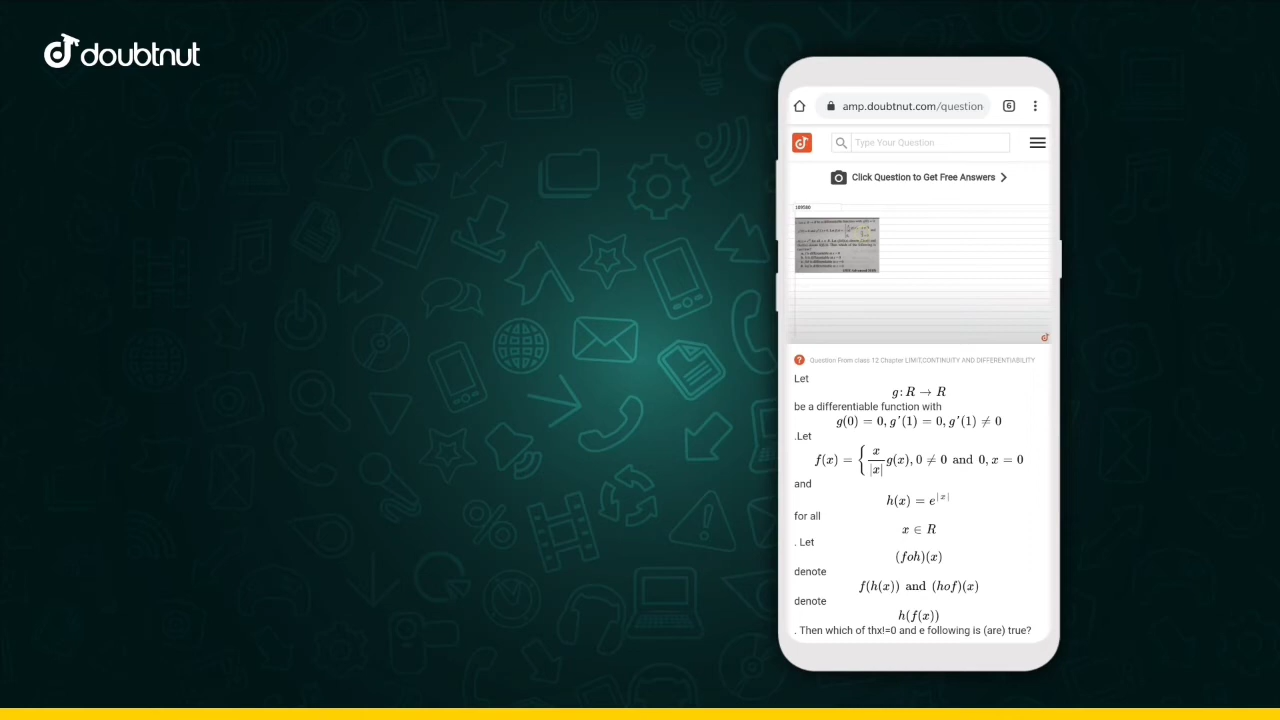 doubtnut
amp.doubtnut.com/question
6
Type Your Question
Click Question to Get Free Answers
109580
Question From class 12 Chapter LIMIT,CONTINUITY AND DIFFERENTIABILITY
Let
g: R → R
be a differentiable function with
g(0) = 0, g′(1) = 0, g′(1) ≠ 0
.Let
f(x) = { x/|x| g(x), 0 ≠ 0 and 0, x = 0
and
h(x) = e^|x|
for all
x ∈ R
. Let
(foh)(x)
denote
f(h(x)) and (hof)(x)
denote
h(f(x))
. Then which of thx!=0 and e following is (are) true?